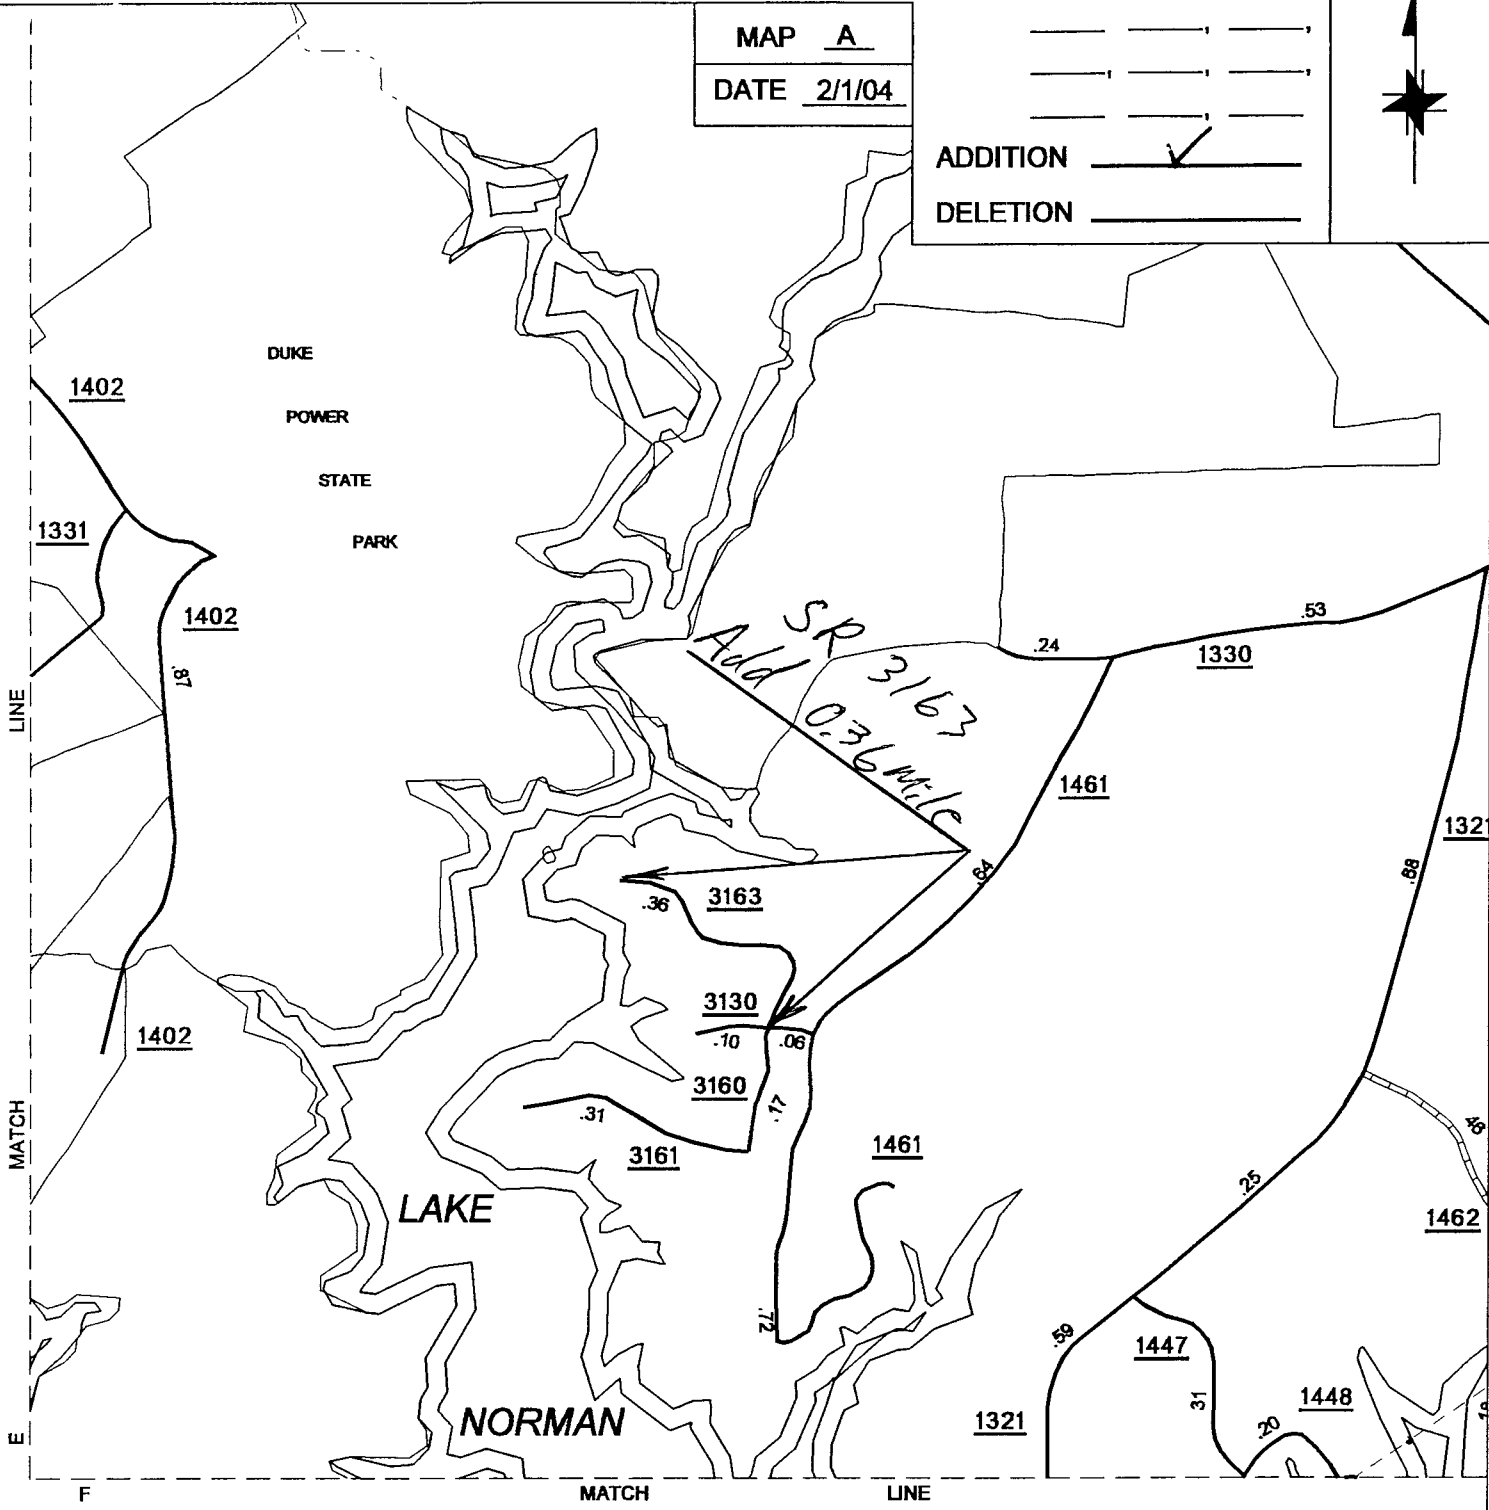 MAP A
DATE 2/1/04
ADDITION ✓
DELETION
DUKE
POWER
STATE
PARK
1402
1331
1402
.87
1402
LINE
MATCH
E
SR 3163
Add 0.36 mile
.24
.53
1330
1461
1321
.64
.88
.36
3163
3130
.10
.06
3160
.17
.31
3161
1461
.72
LAKE
NORMAN
.25
46
1462
.59
1447
.31
1448
.20
1321
F
MATCH
LINE